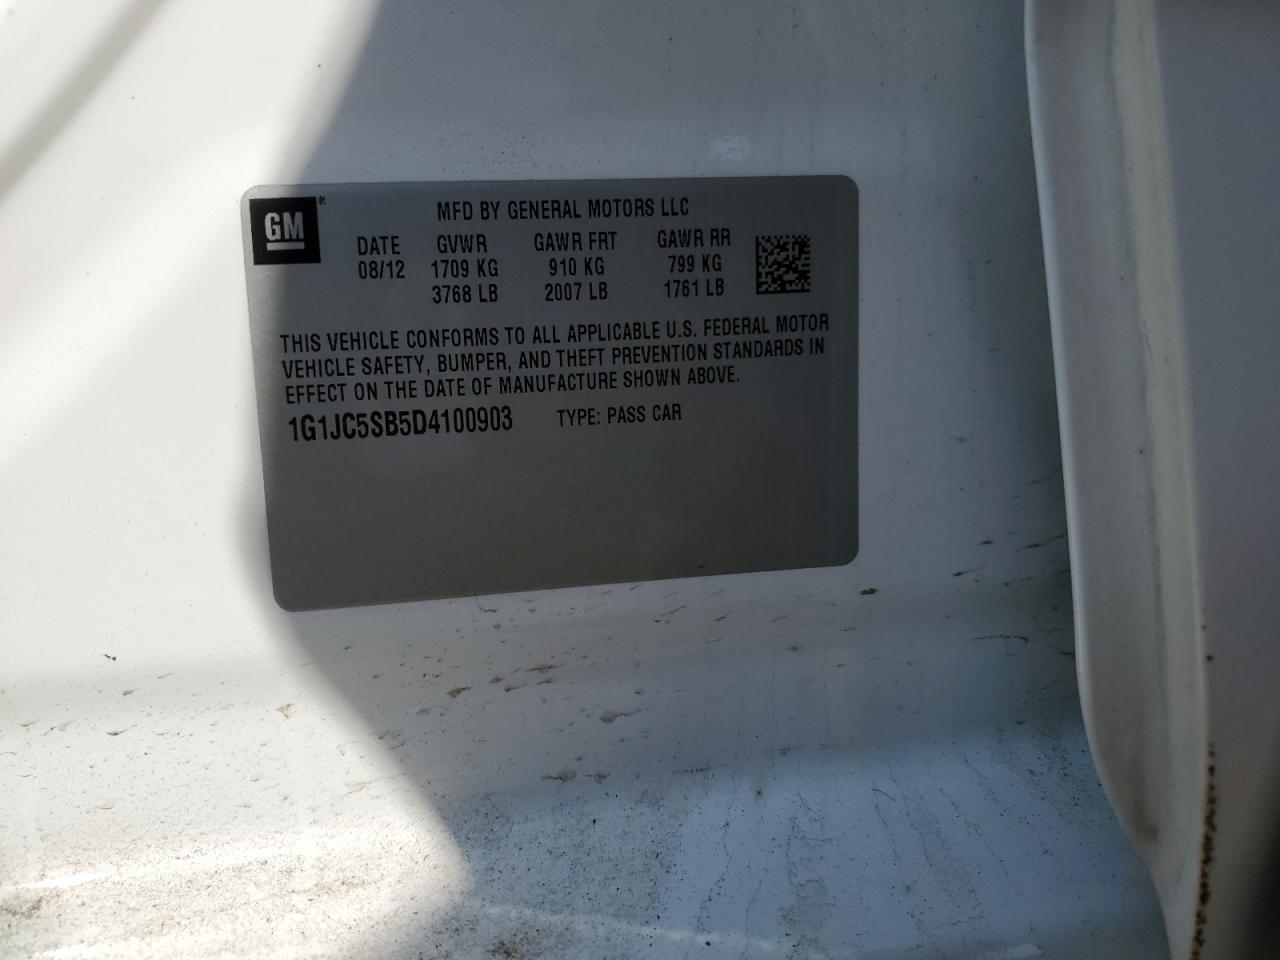 GM®
MFD BY GENERAL MOTORS LLC
DATE GVWR GAWR FRT GAWR RR
08/12 1709 KG 910 KG 799 KG
3768 LB 2007 LB 1761 LB
THIS VEHICLE CONFORMS TO ALL APPLICABLE U.S. FEDERAL MOTOR
VEHICLE SAFETY, BUMPER, AND THEFT PREVENTION STANDARDS IN
EFFECT ON THE DATE OF MANUFACTURE SHOWN ABOVE.
1G1JC5SB5D4100903 TYPE: PASS CAR